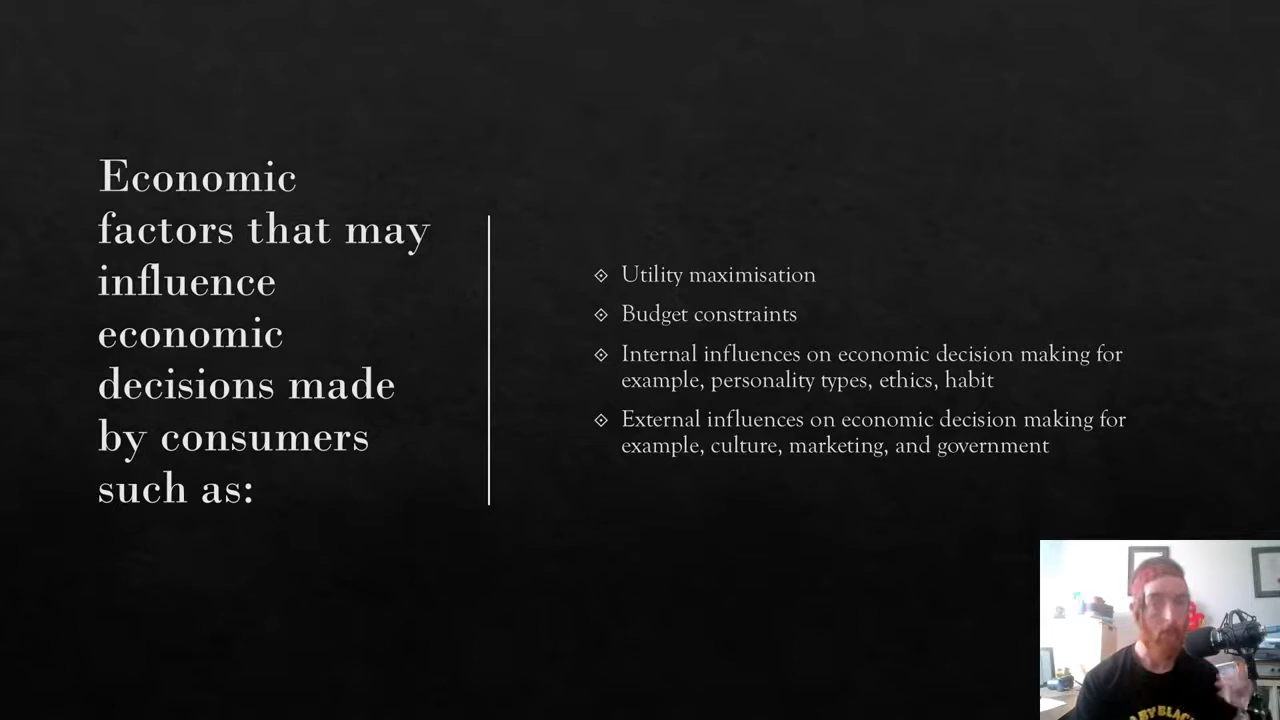 Economic
factors that may
influence
economic
decisions made
by consumers
such as:
Utility maximisation
Budget constraints
Internal influences on economic decision making for
example, personality types, ethics, habit
External influences on economic decision making for
example, culture, marketing, and government